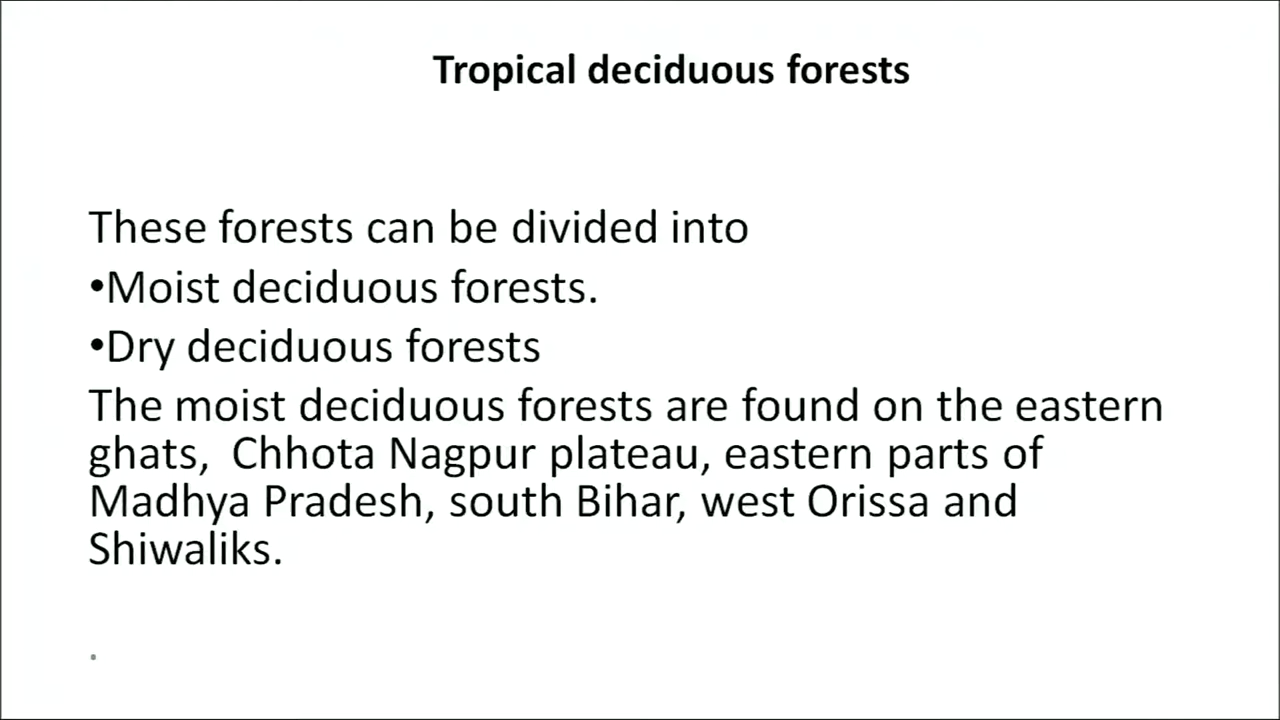 Tropical deciduous forests
These forests can be divided into
•Moist deciduous forests.
•Dry deciduous forests
The moist deciduous forests are found on the eastern
ghats,  Chhota Nagpur plateau, eastern parts of
Madhya Pradesh, south Bihar, west Orissa and
Shiwaliks.
.